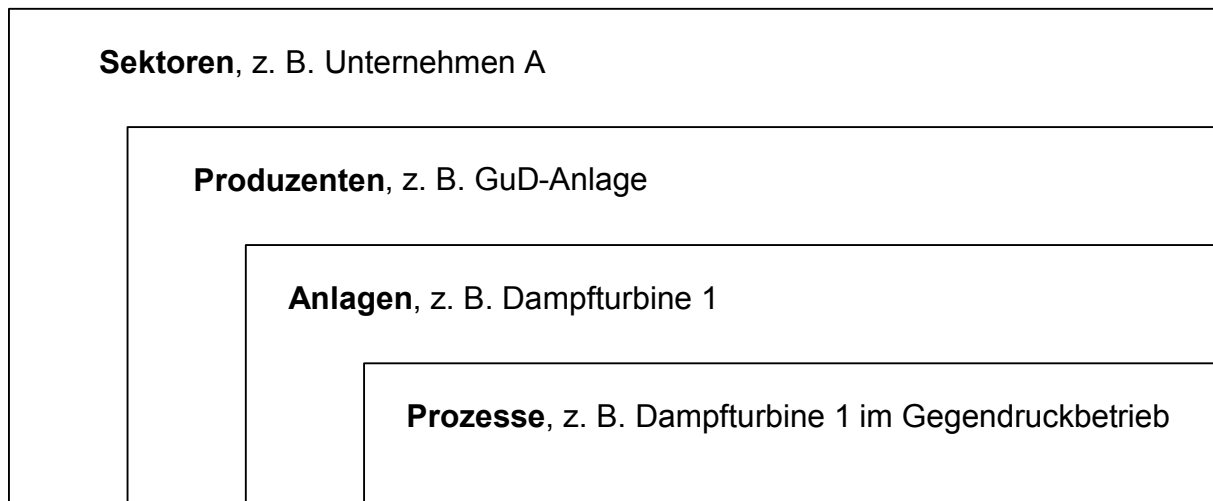 Sektoren, z. B. Unternehmen A
Produzenten, z. B. GuD-Anlage
Anlagen, z. B. Dampfturbine 1
Prozesse, z. B. Dampfturbine 1 im Gegendruckbetrieb